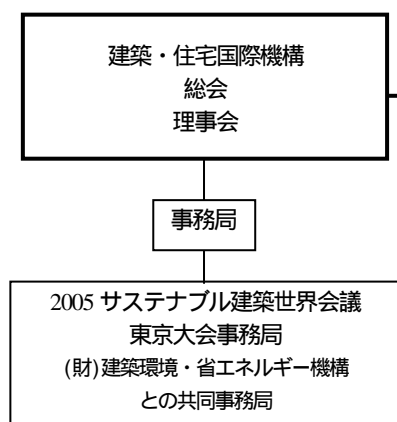 建築・住宅国際機構
総会
理事会
事務局
2005 サステナブル建築世界会議
東京大会事務局
(財)建築環境・省エネルギー機構
との共同事務局